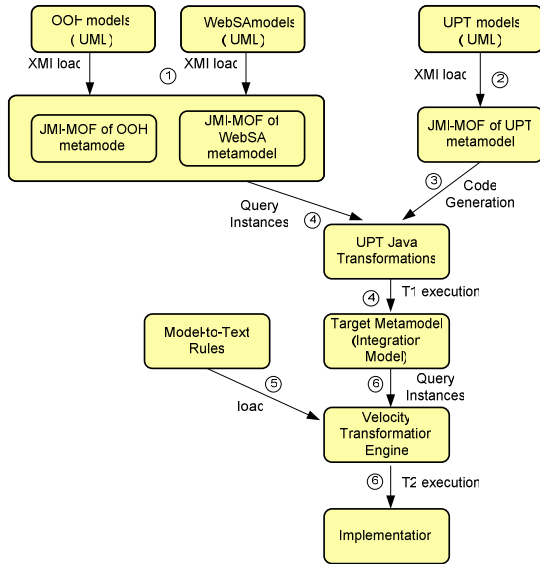 OOH models
( UML)
WebSAmodels
( UML)
UPT models
(UML)
XMI load
①
XMI load
XMI load
②
JMI-MOF of OOH
metamode
JMI-MOF of
WebSA
metamodel
JMI-MOF of UPT
metamodel
③
Code
Generation
Query
Instances
④
UPT Java
Transformations
④
T1 execution
Model-to-Text
Rules
Target Metamodel
(Integration
Model)
⑤
load
⑥
Query
Instances
Velocity
Transformation
Engine
⑥
T2 execution
Implementation